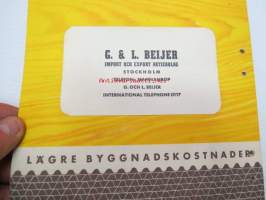 G. & L. BEIJER
IMPORT OCH EXPORT AKTIEBOLAG
STOCKHOLM
G. OCH L. BEIJER
INTERNATIONAL TELEPHONE
LÄGRE BYGGNADSKOSTNADER